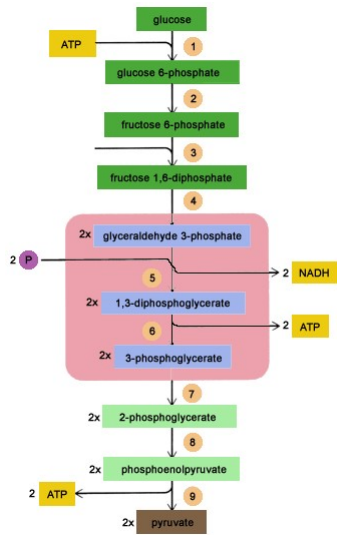 glucose
ATP
1
glucose 6-phosphate
2
fructose 6-phosphate
3
fructose 1,6-diphosphate
4
2x glyceraldehyde 3-phosphate
2 P
2 NADH
5
2x 1,3-diphosphoglycerate
6
2 ATP
2x 3-phosphoglycerate
7
2x 2-phosphoglycerate
8
2x phosphoenolpyruvate
2 ATP
9
2x pyruvate